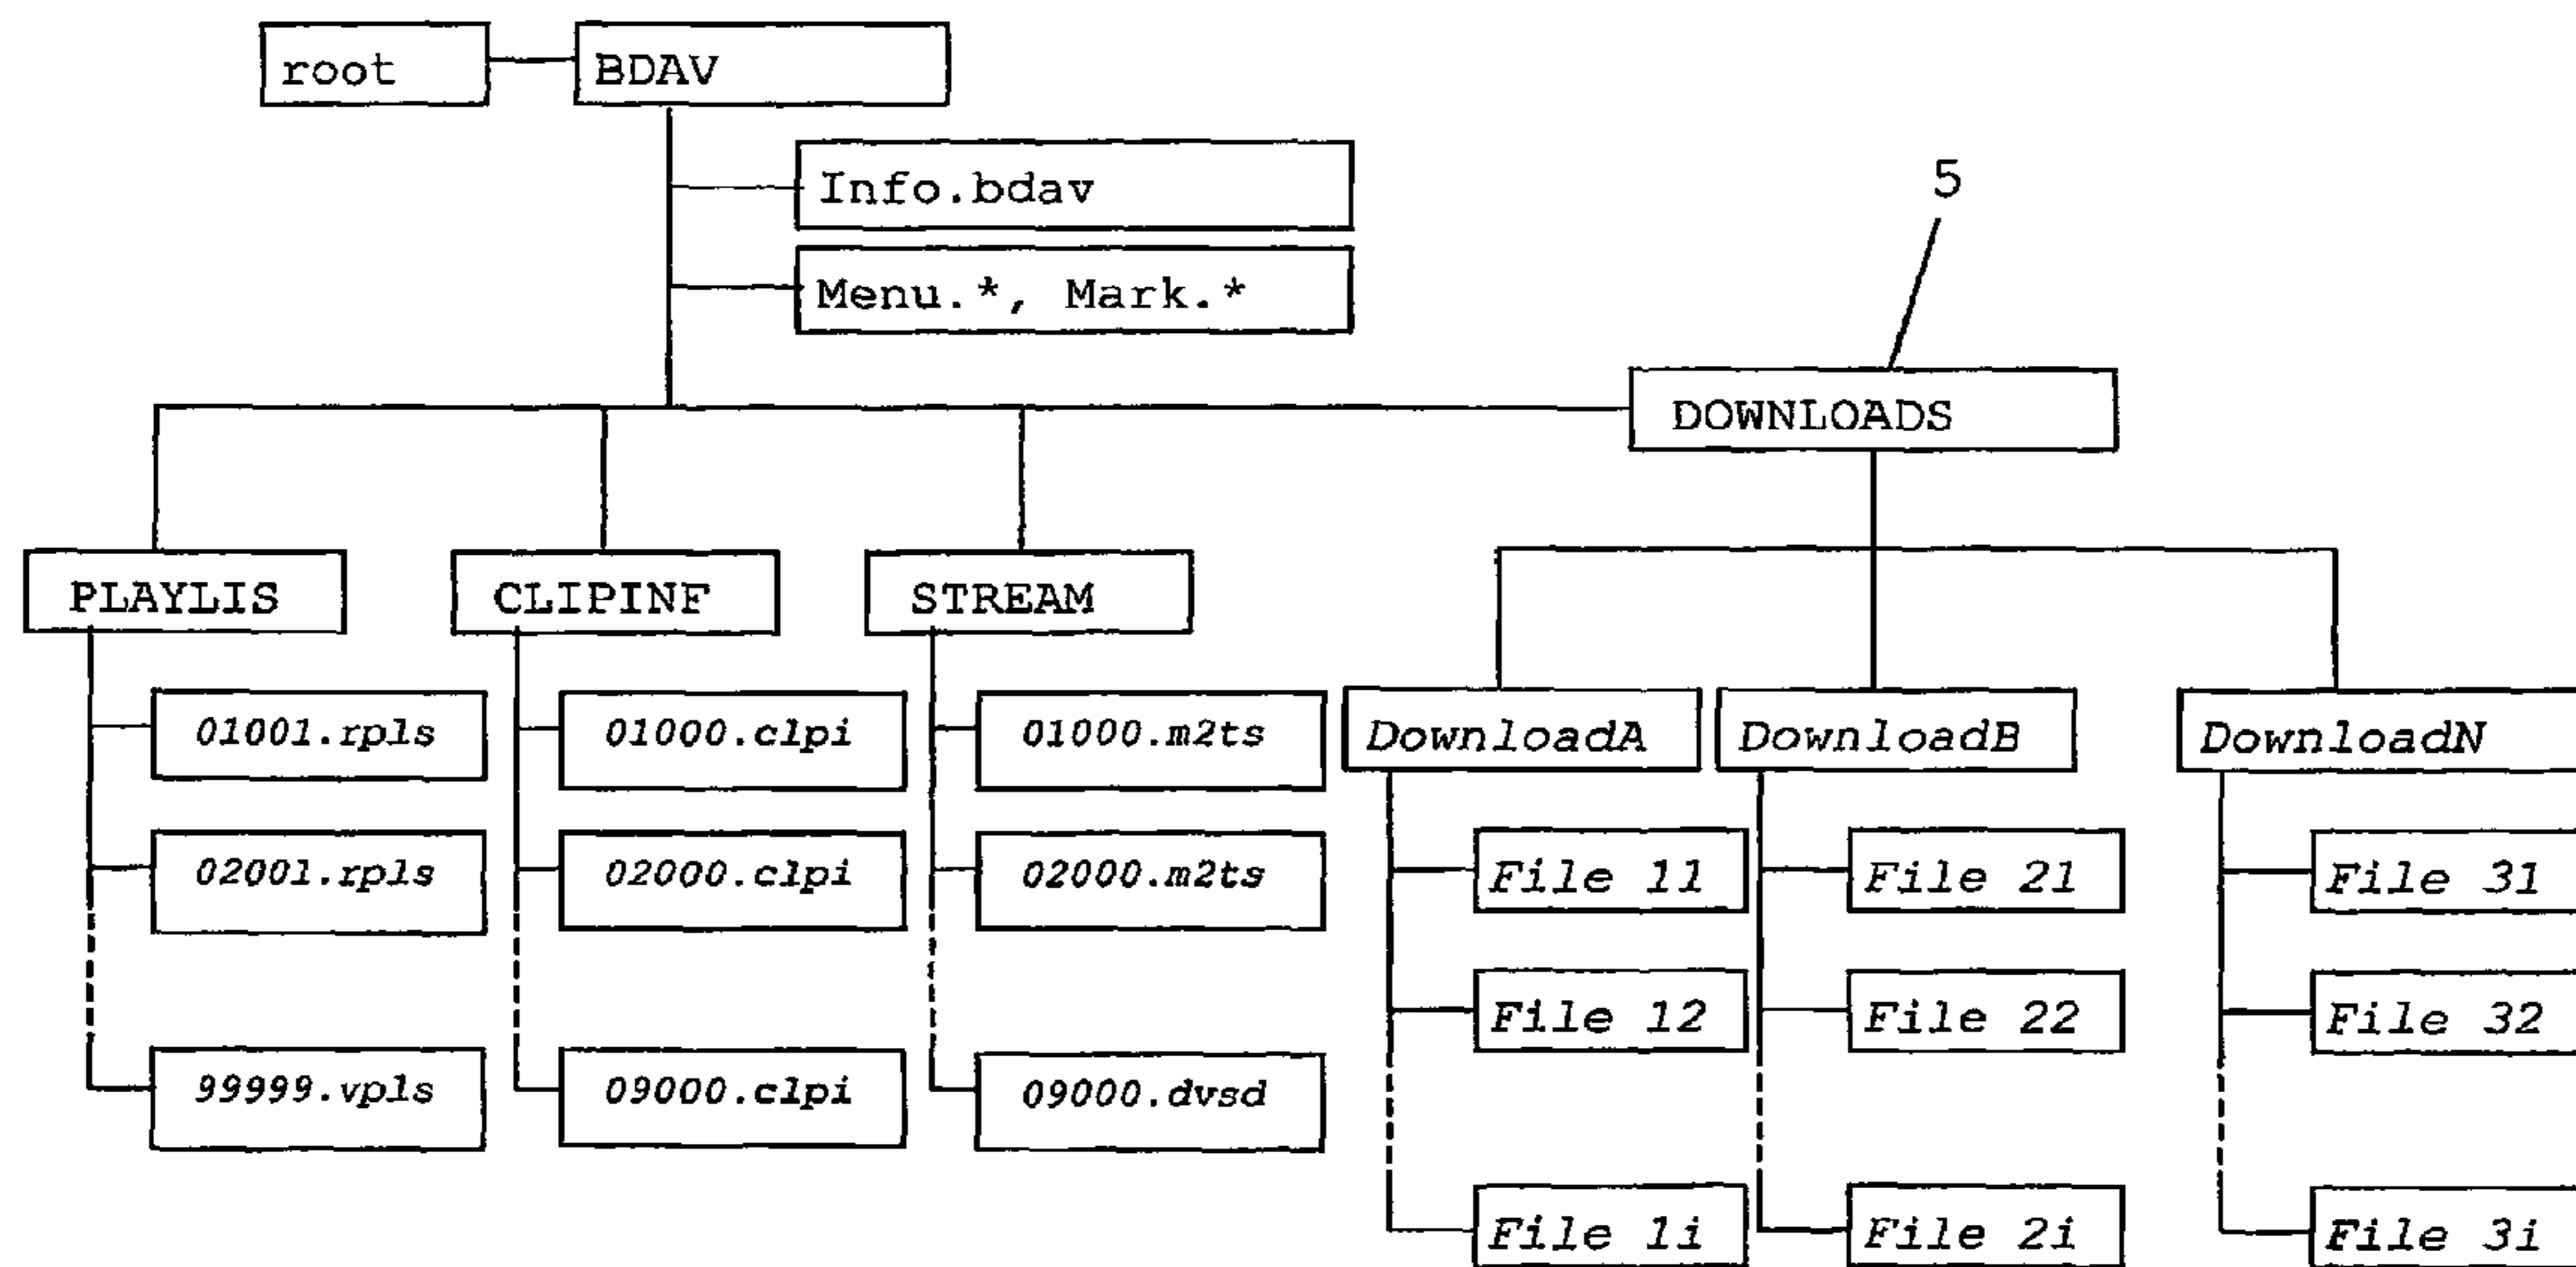 root
BDAV
Info.bdav
Menu.*, Mark.*
5
DOWNLOADS
PLAYLIS
CLIPINF
STREAM
01001.rpls
02001.rpls
99999.vpls
01000.clpi
02000.clpi
09000.clpi
01000.m2ts
02000.m2ts
09000.dvsd
DownloadA
File 11
File 12
File 1i
DownloadB
File 21
File 22
File 2i
DownloadN
File 31
File 32
File 3i